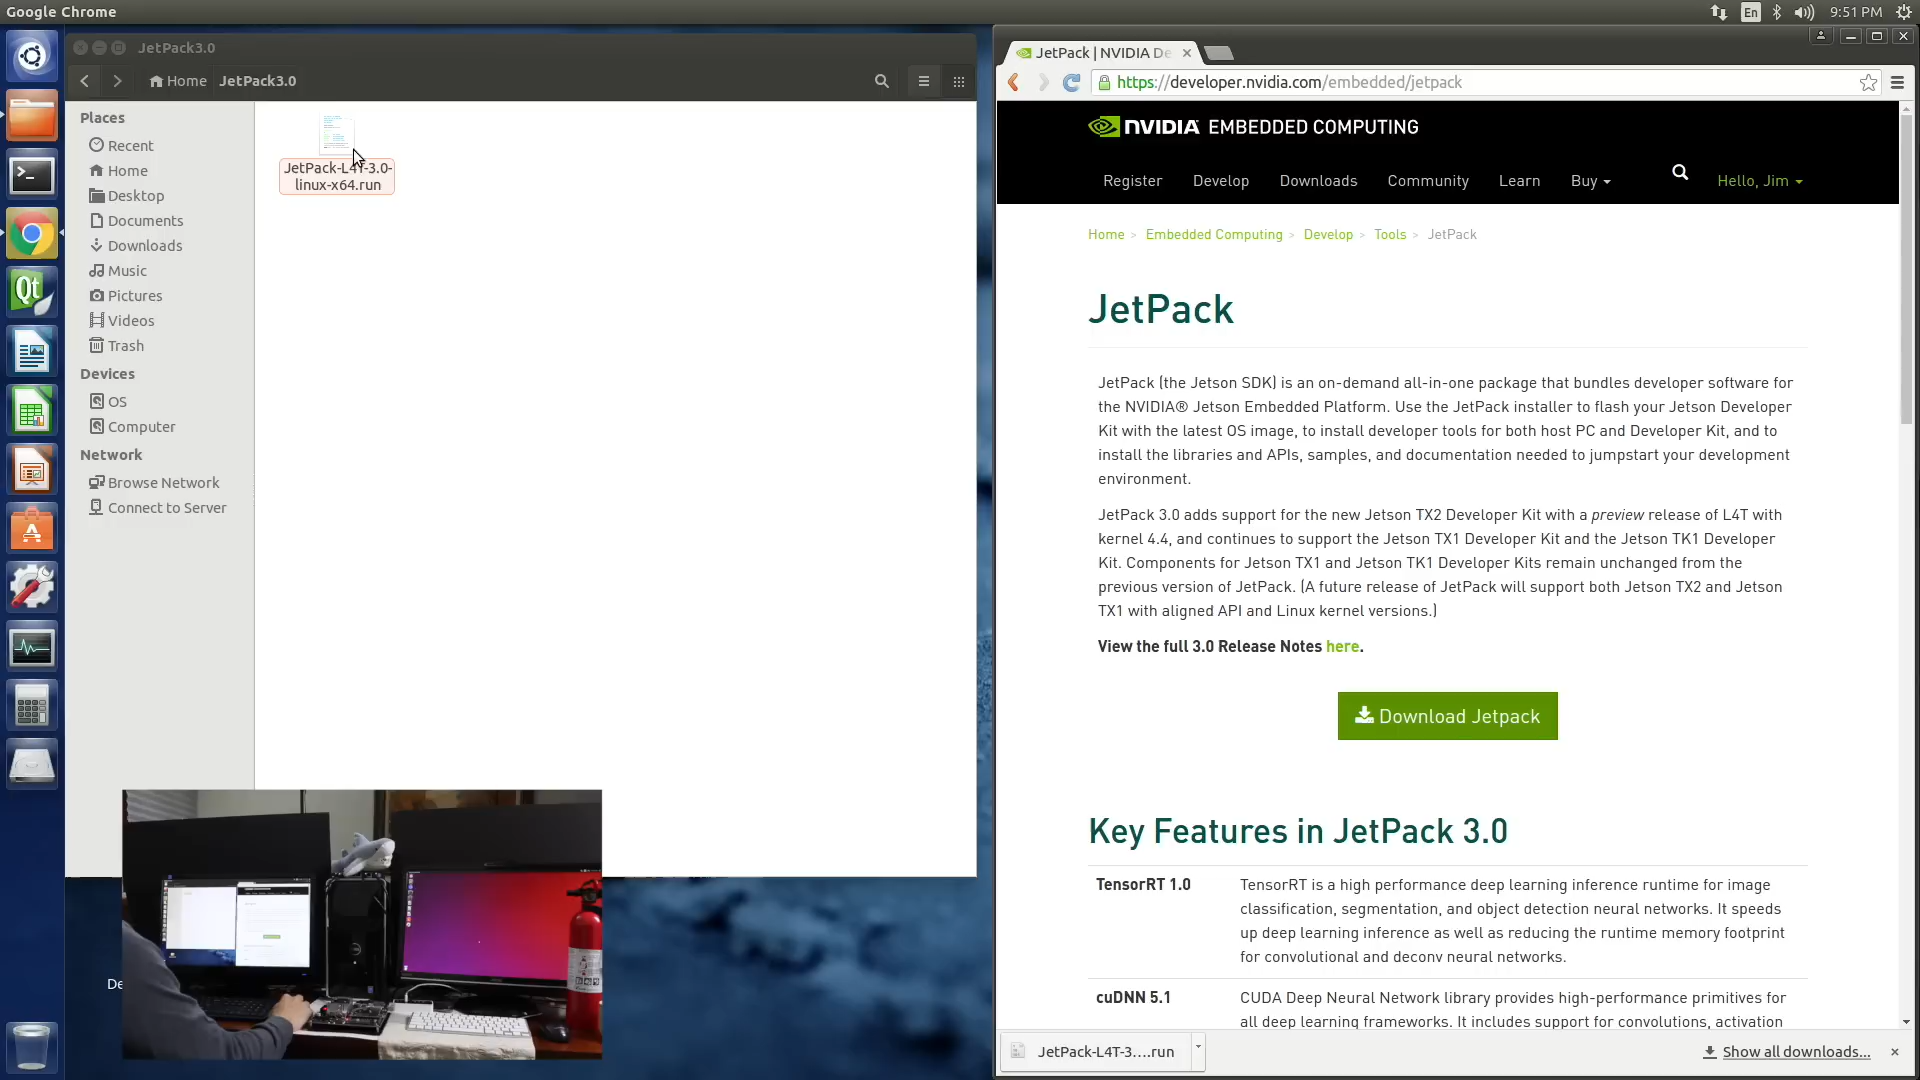 Google Chrome
En
9:51 PM
JetPack3.0
Home
JetPack3.0
Places
Recent
Home
Desktop
Documents
Downloads
Music
Pictures
Videos
Trash
Devices
OS
Computer
Network
Browse Network
Connect to Server
JetPack-L4T-3.0-
linux-x64.run
De
JetPack | NVIDIA De
https://developer.nvidia.com/embedded/jetpack
NVIDIA EMBEDDED COMPUTING
Register Develop Downloads Community Learn Buy
Hello, Jim
Home > Embedded Computing > Develop > Tools > JetPack
JetPack
JetPack (the Jetson SDK) is an on-demand all-in-one package that bundles developer software for
the NVIDIA® Jetson Embedded Platform. Use the JetPack installer to flash your Jetson Developer
Kit with the latest OS image, to install developer tools for both host PC and Developer Kit, and to
install the libraries and APIs, samples, and documentation needed to jumpstart your development
environment.
JetPack 3.0 adds support for the new Jetson TX2 Developer Kit with a preview release of L4T with
kernel 4.4, and continues to support the Jetson TX1 Developer Kit and the Jetson TK1 Developer
Kit. Components for Jetson TX1 and Jetson TK1 Developer Kits remain unchanged from the
previous version of JetPack. (A future release of JetPack will support both Jetson TX2 and Jetson
TX1 with aligned API and Linux kernel versions.)
View the full 3.0 Release Notes here.
Download Jetpack
Key Features in JetPack 3.0
TensorRT 1.0
TensorRT is a high performance deep learning inference runtime for image
classification, segmentation, and object detection neural networks. It speeds
up deep learning inference as well as reducing the runtime memory footprint
for convolutional and deconv neural networks.
cuDNN 5.1
CUDA Deep Neural Network library provides high-performance primitives for
all deep learning frameworks. It includes support for convolutions, activation
JetPack-L4T-3....run
Show all downloads...